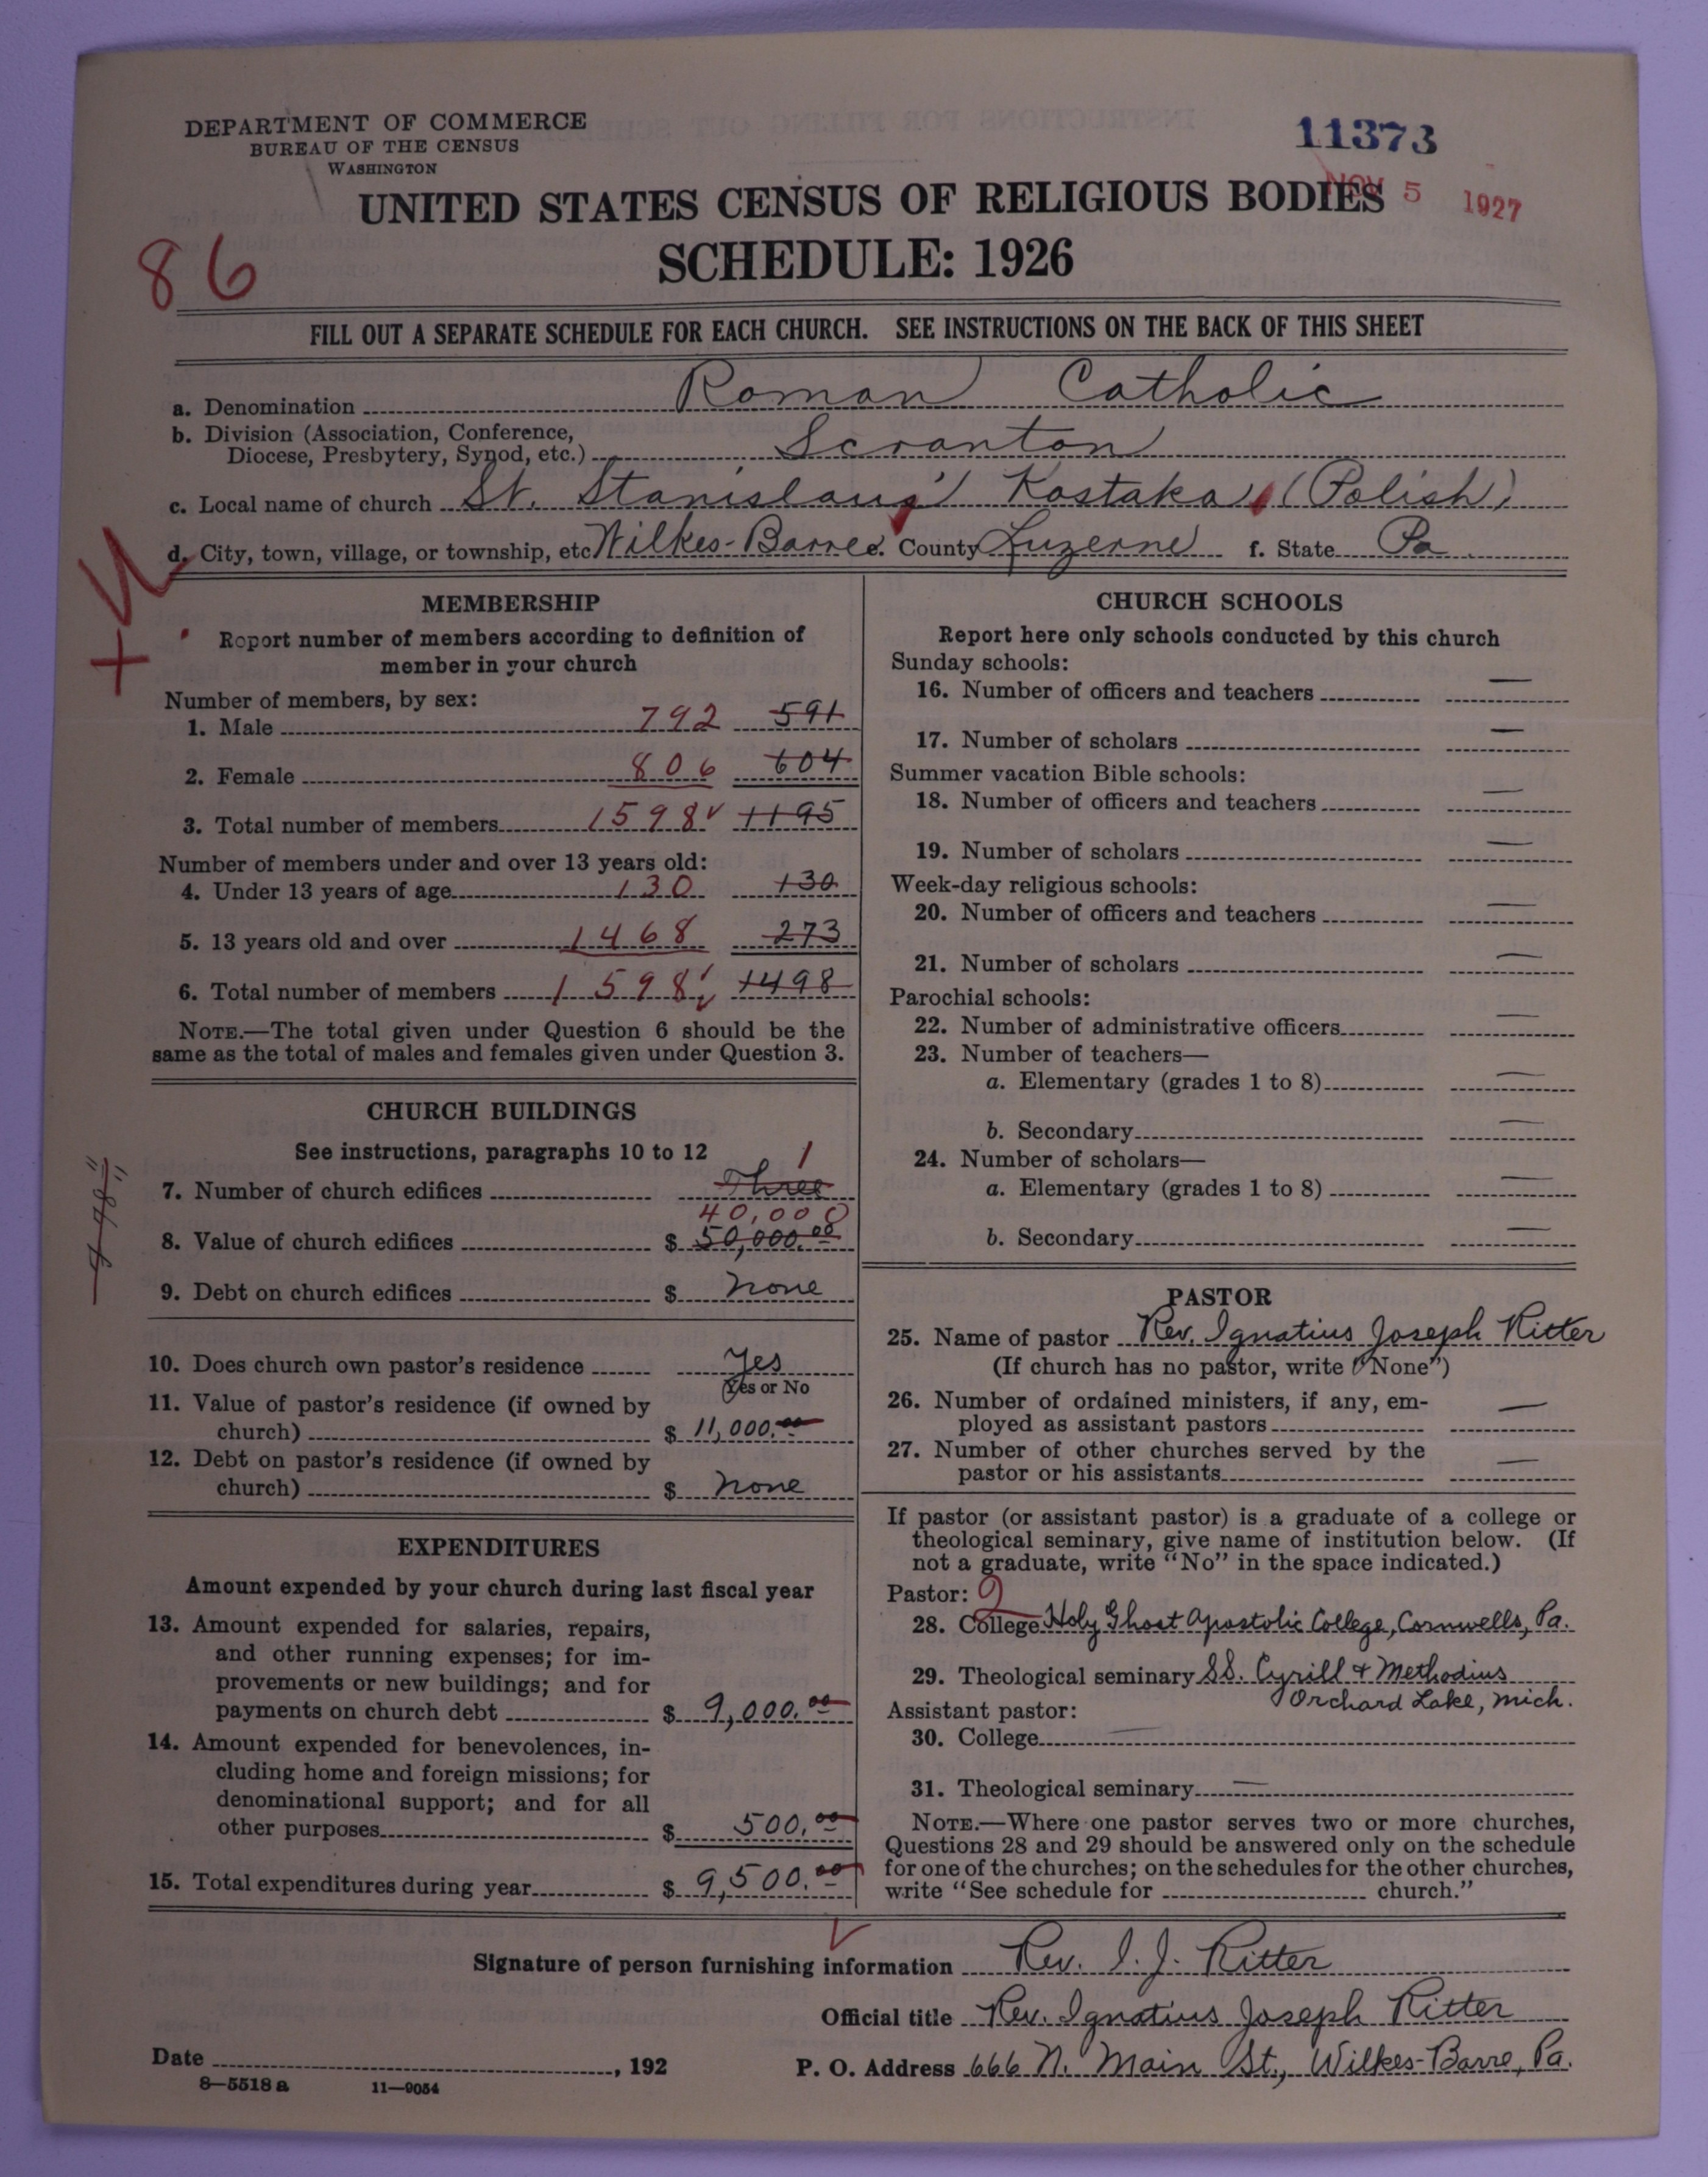 DEPARTMENT OF COMMERCE
BUREAU OF THE CENSUS
WASHINGTON
11373
NOV 5 1927
UNITED STATES CENSUS OF RELIGIOUS BODIES
SCHEDULE: 1926
86
FILL OUT A SEPARATE SCHEDULE FOR EACH CHURCH. SEE INSTRUCTIONS ON THE BACK OF THIS SHEET
a. Denomination Roman Catholic
b. Division (Association, Conference,
Diocese, Presbytery, Synod, etc.) Scranton
c. Local name of church St. Stanislaus' Kostaka (Polish)
d. City, town, village, or township, etc Wilkes-Barre e. County Luzerne f. State Pa
MEMBERSHIP
Report number of members according to definition of
member in your church
Number of members, by sex:
1. Male 792 591
2. Female 806 604
3. Total number of members 1598 1195
Number of members under and over 13 years old:
4. Under 13 years of age 130 130
5. 13 years old and over 1468 273
6. Total number of members 1598 1498
NOTE.—The total given under Question 6 should be the
same as the total of males and females given under Question 3.
CHURCH BUILDINGS
See instructions, paragraphs 10 to 12
1
7. Number of church edifices Three
40,000
8. Value of church edifices $ 50,000.00
9. Debt on church edifices $ None
10. Does church own pastor's residence Yes
Yes or No
11. Value of pastor's residence (if owned by
church) $ 11,000.00
12. Debt on pastor's residence (if owned by
church) $ None
EXPENDITURES
Amount expended by your church during last fiscal year
13. Amount expended for salaries, repairs,
and other running expenses; for im-
provements or new buildings; and for
payments on church debt $ 9,000.00
14. Amount expended for benevolences, in-
cluding home and foreign missions; for
denominational support; and for all
other purposes $ 500.00
15. Total expenditures during year $ 9,500.00
CHURCH SCHOOLS
Report here only schools conducted by this church
Sunday schools:
16. Number of officers and teachers —
17. Number of scholars —
Summer vacation Bible schools:
18. Number of officers and teachers —
19. Number of scholars —
Week-day religious schools:
20. Number of officers and teachers —
21. Number of scholars —
Parochial schools:
22. Number of administrative officers —
23. Number of teachers—
a. Elementary (grades 1 to 8) —
b. Secondary —
24. Number of scholars—
a. Elementary (grades 1 to 8) —
b. Secondary —
PASTOR
25. Name of pastor Rev. Ignatius Joseph Ritter
(If church has no pastor, write "None")
26. Number of ordained ministers, if any, em-
ployed as assistant pastors —
27. Number of other churches served by the
pastor or his assistants —
If pastor (or assistant pastor) is a graduate of a college or
theological seminary, give name of institution below. (If
not a graduate, write "No" in the space indicated.)
Pastor: 2
28. College Holy Ghost Apostolic College, Cornwells, Pa.
29. Theological seminary SS. Cyrill & Methodius
Orchard Lake, Mich.
Assistant pastor:
30. College —
31. Theological seminary —
NOTE.—Where one pastor serves two or more churches,
Questions 28 and 29 should be answered only on the schedule
for one of the churches; on the schedules for the other churches,
write "See schedule for church."
Signature of person furnishing information Rev. I. J. Ritter
Official title Rev. Ignatius Joseph Ritter
Date , 192
P. O. Address 666 N. Main St., Wilkes-Barre, Pa.
8—5518 a 11—9054